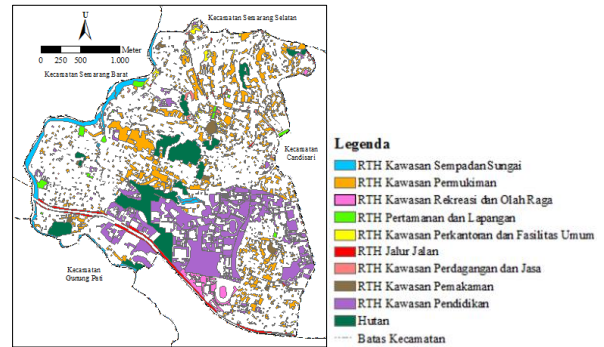 Kecamatan Semarang Selatan
U
0 250 500 1.000 Meter
Kecamatan Semarang Barat
Kecamatan
Candisari
Kecamatan
Gunung Pati
Legenda
RTH Kawasan Sempadan Sungai
RTH Kawasan Permukiman
RTH Kawasan Rekreasi dan Olah Raga
RTH Pertamanan dan Lapangan
RTH Kawasan Perkantoran dan Fasilitas Umum
RTH Jalur Jalan
RTH Kawasan Perdagangan dan Jasa
RTH Kawasan Pemakaman
RTH Kawasan Pendidikan
Hutan
Batas Kecamatan